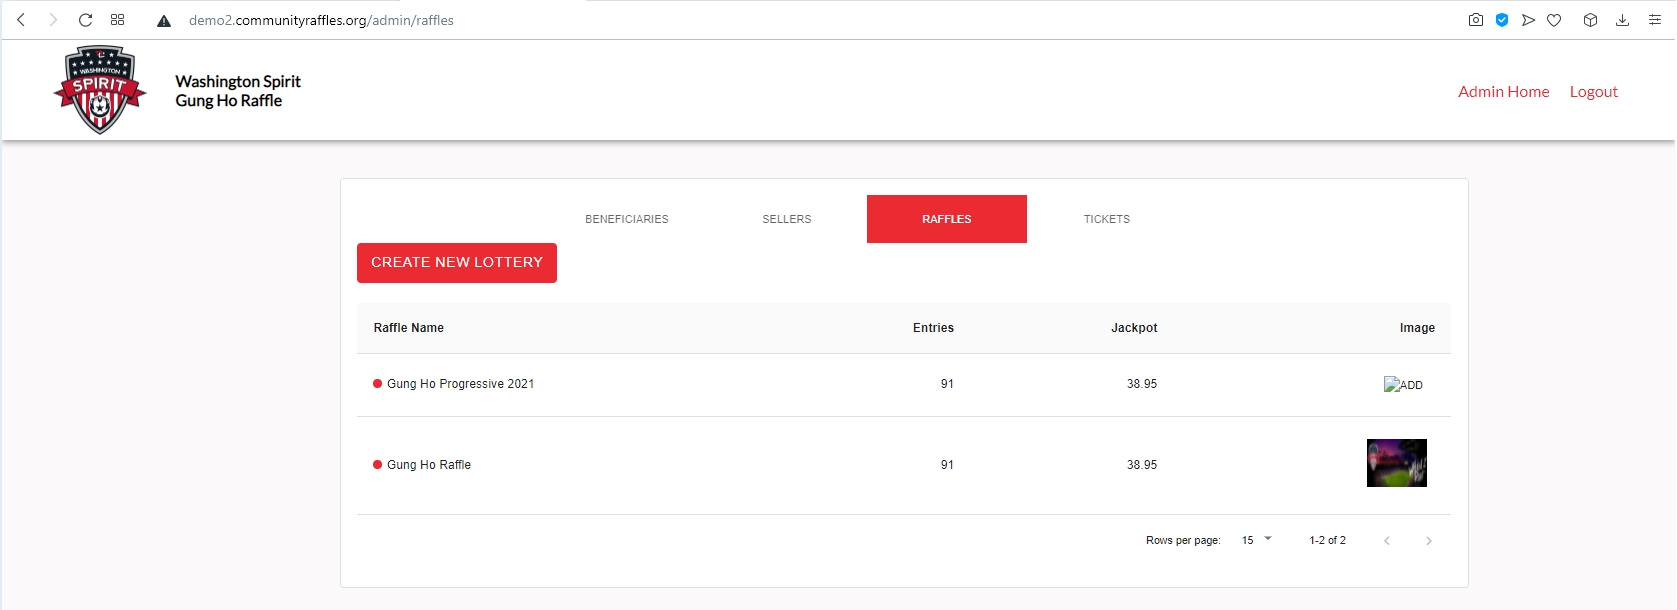 demo2.communityraffles.org/admin/raffles
WASHINGTON
SPIRIT
Washington Spirit
Gung Ho Raffle
Admin Home Logout
BENEFICIARIES SELLERS RAFFLES TICKETS
CREATE NEW LOTTERY
Raffle Name Entries Jackpot Image
Gung Ho Progressive 2021 91 38.95 ADD
Gung Ho Raffle 91 38.95
Rows per page: 15 1-2 of 2